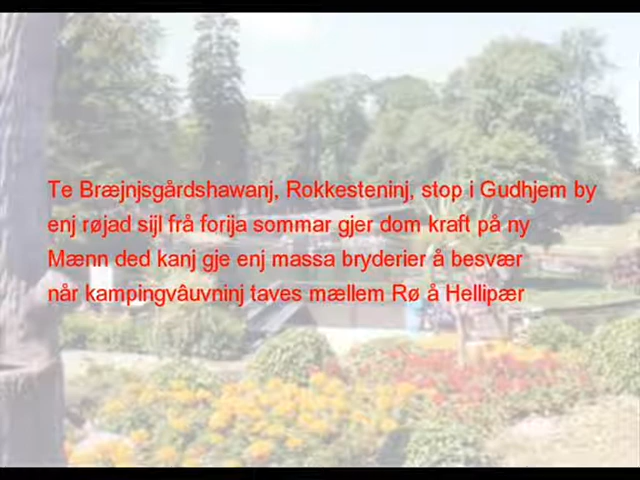 Te Bræjnjsgårdshawanj, Rokkesteninj, stop i Gudhjem by
enj røjad sijl frå forija sommar gjer dom kraft på ny
Mænn ded kanj gje enj massa bryderier å besvær
når kampingvâuvninj taves mællem Rø å Hellipær